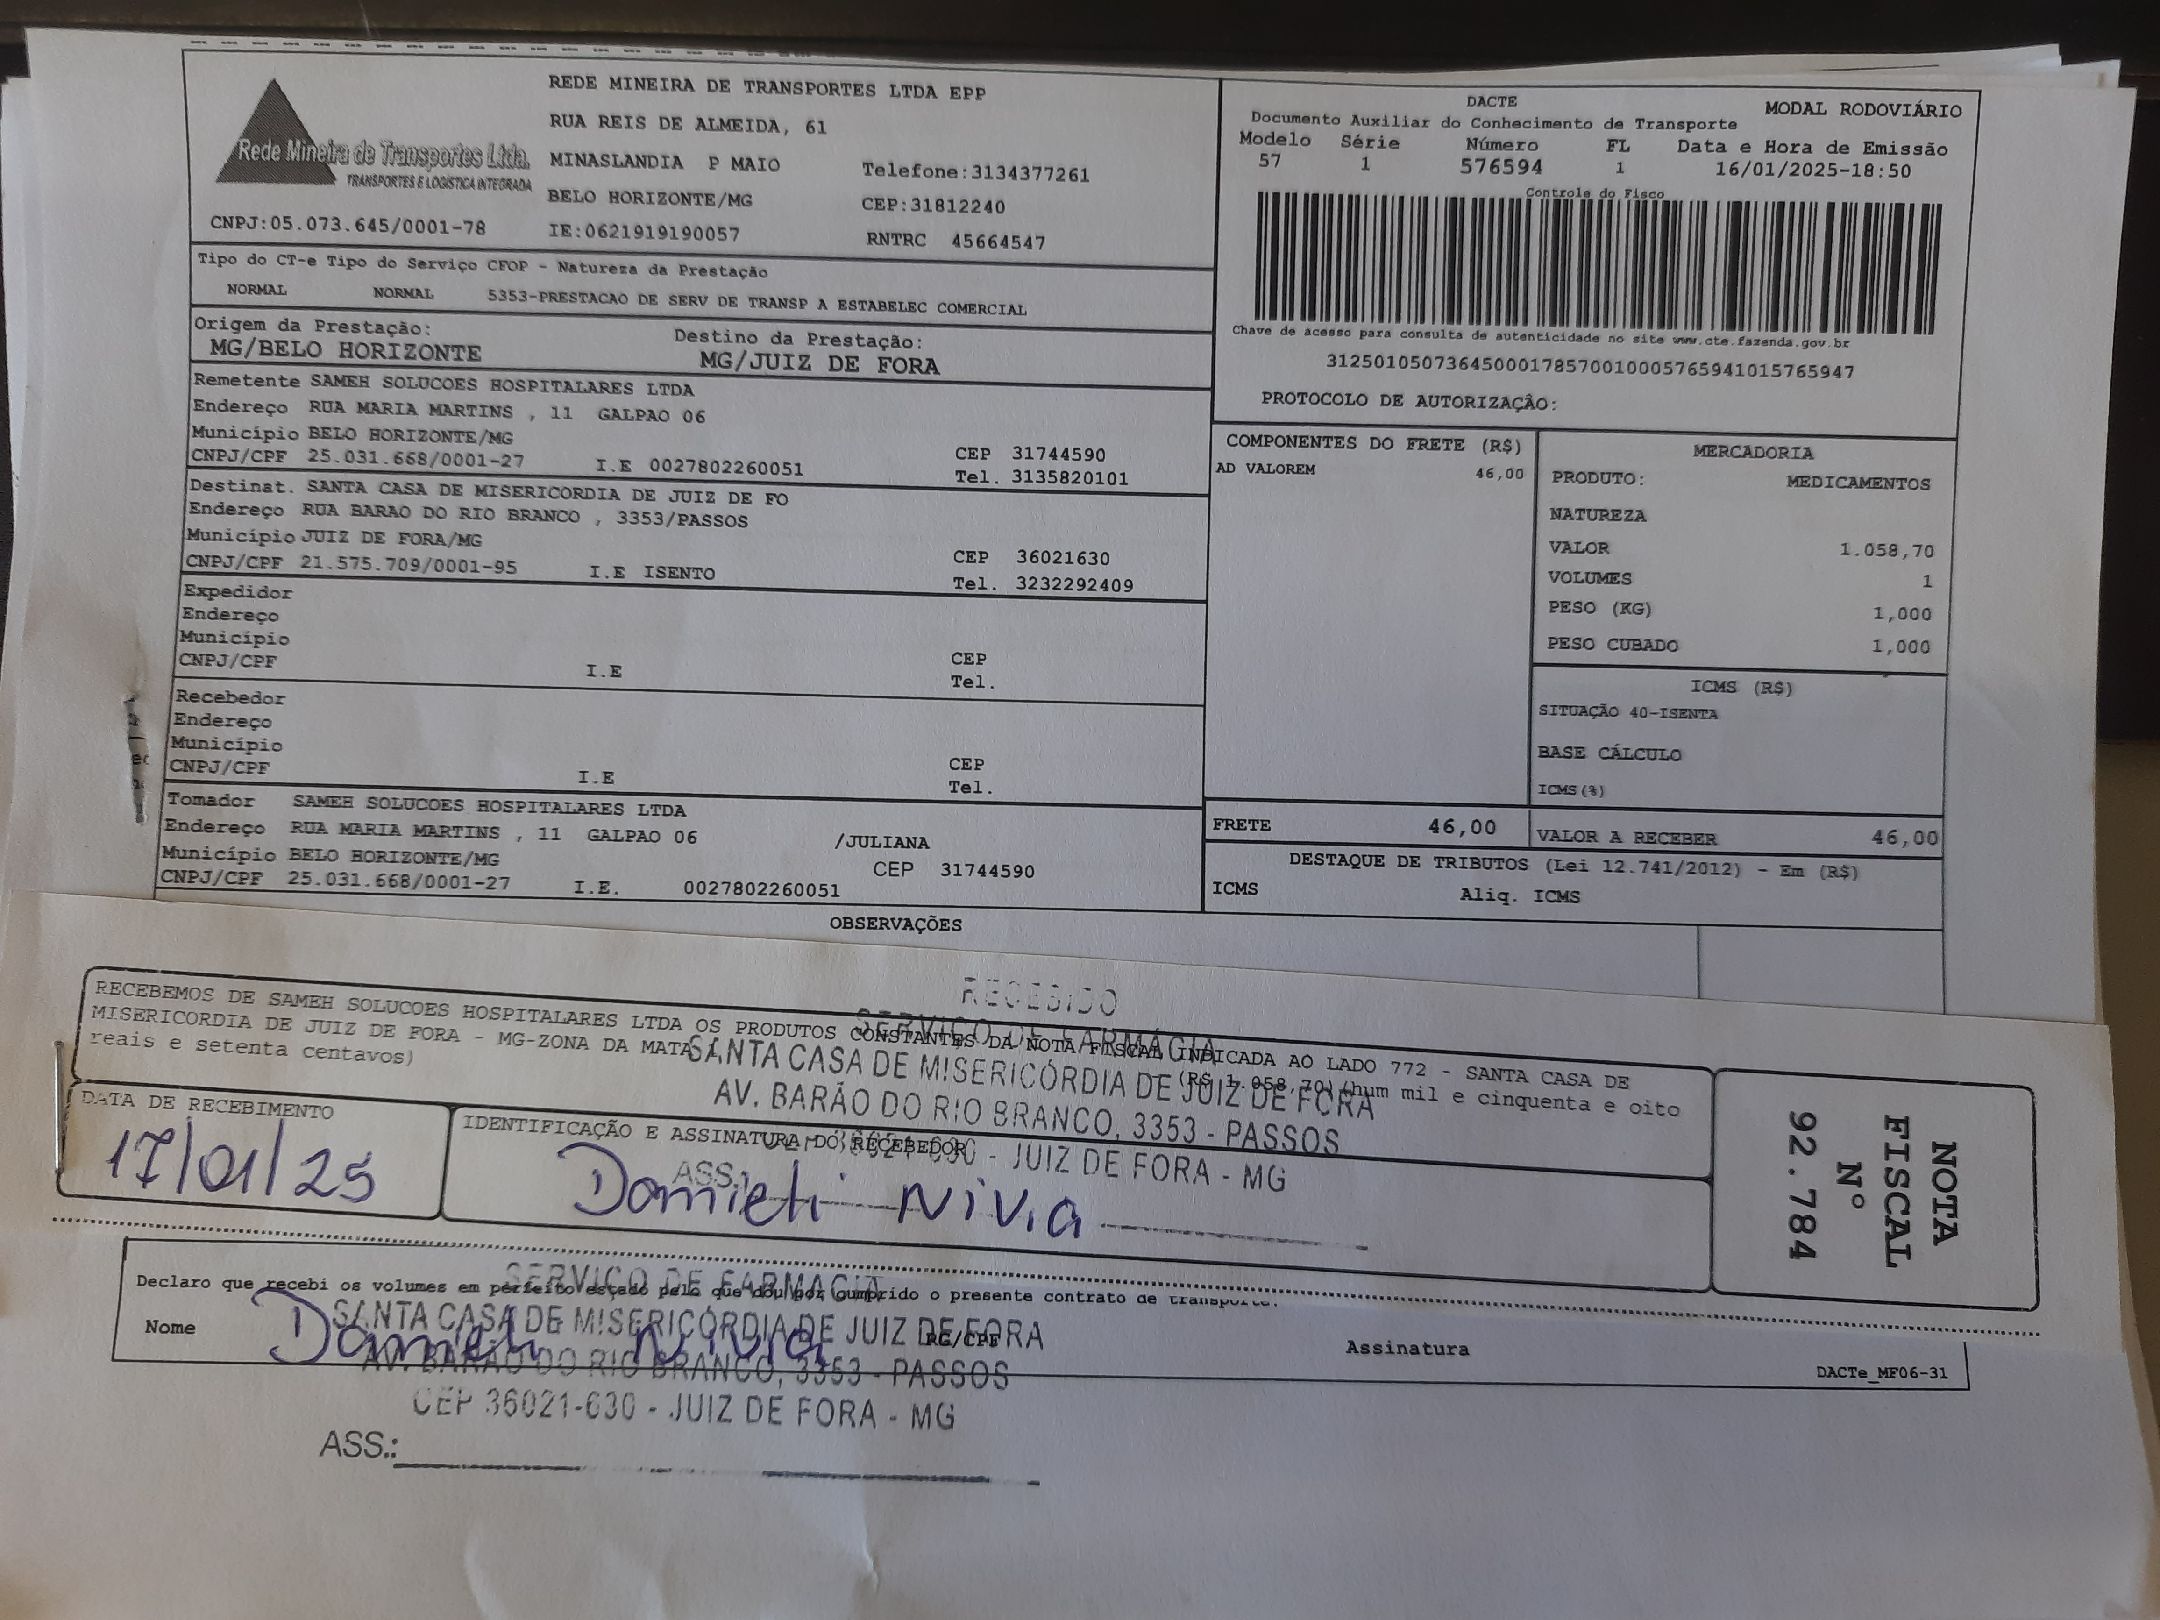 REDE MINEIRA DE TRANSPORTES LTDA EPP
RUA REIS DE ALMEIDA, 61
Rede Mineira de Transportes Ltda.
TRANSPORTES E LOGÍSTICA INTEGRADA
MINASLANDIA P MAIO Telefone:3134377261
BELO HORIZONTE/MG CEP:31812240
CNPJ:05.073.645/0001-78 IE:0621919190057 RNTRC 45664547
DACTE MODAL RODOVIÁRIO
Documento Auxiliar do Conhecimento de Transporte
Modelo Série Número FL Data e Hora de Emissão
57 1 576594 1 16/01/2025-18:50
Controle do Fisco
Chave de acesso para consulta de autenticidade no site www.cte.fazenda.gov.br
31250105073645000178570010005765941015765947
PROTOCOLO DE AUTORIZAÇÃO:
Tipo do CT-e Tipo do Serviço CFOP - Natureza da Prestação
NORMAL NORMAL 5353-PRESTACAO DE SERV DE TRANSP A ESTABELEC COMERCIAL
Origem da Prestação: Destino da Prestação:
MG/BELO HORIZONTE MG/JUIZ DE FORA
Remetente SAMEH SOLUCOES HOSPITALARES LTDA
Endereço RUA MARIA MARTINS , 11 GALPAO 06
Município BELO HORIZONTE/MG CEP 31744590
CNPJ/CPF 25.031.668/0001-27 I.E 0027802260051 Tel. 3135820101
Destinat. SANTA CASA DE MISERICORDIA DE JUIZ DE FO
Endereço RUA BARAO DO RIO BRANCO , 3353/PASSOS
Município JUIZ DE FORA/MG CEP 36021630
CNPJ/CPF 21.575.709/0001-95 I.E ISENTO Tel. 3232292409
Expedidor
Endereço
Município
CNPJ/CPF I.E CEP
Tel.
Recebedor
Endereço
Município
CNPJ/CPF I.E CEP
Tel.
Tomador SAMEH SOLUCOES HOSPITALARES LTDA
Endereço RUA MARIA MARTINS , 11 GALPAO 06 /JULIANA
Município BELO HORIZONTE/MG CEP 31744590
CNPJ/CPF 25.031.668/0001-27 I.E. 0027802260051
COMPONENTES DO FRETE (R$)
AD VALOREM 46,00
MERCADORIA
PRODUTO: MEDICAMENTOS
NATUREZA
VALOR 1.058,70
VOLUMES 1
PESO (KG) 1,000
PESO CUBADO 1,000
ICMS (R$)
SITUAÇÃO 40-ISENTA
BASE CÁLCULO
ICMS(%)
FRETE 46,00 VALOR A RECEBER 46,00
DESTAQUE DE TRIBUTOS (Lei 12.741/2012) - Em (R$)
ICMS Aliq. ICMS
OBSERVAÇÕES
RECEBEMOS DE SAMEH SOLUCOES HOSPITALARES LTDA OS PRODUTOS CONSTANTES DA NOTA FISCAL INDICADA AO LADO 772 - SANTA CASA DE
MISERICORDIA DE JUIZ DE FORA - MG-ZONA DA MATA (R$ 1.058,70) (hum mil e cinquenta e oito
reais e setenta centavos)
RECEBIDO
SERVIÇO DE FARMÁCIA
SANTA CASA DE MISERICÓRDIA DE JUIZ DE FORA
AV. BARÃO DO RIO BRANCO, 3353 - PASSOS
CEP 36021-630 - JUIZ DE FORA - MG
ASS.:
DATA DE RECEBIMENTO IDENTIFICAÇÃO E ASSINATURA DO RECEBEDOR
17/01/25 Danieli Nivia
NOTA
FISCAL
Nº
92.784
Declaro que recebi os volumes em perfeito estado pelo que dou por cumprido o presente contrato de transporte.
Nome Danieli Nivia RG/CPF Assinatura
DACTe_MF06-31
SERVIÇO DE FARMACIA
SANTA CASA DE MISERICÓRDIA DE JUIZ DE FORA
AV. BARÃO DO RIO BRANCO, 3353 - PASSOS
CEP 36021-630 - JUIZ DE FORA - MG
ASS.: